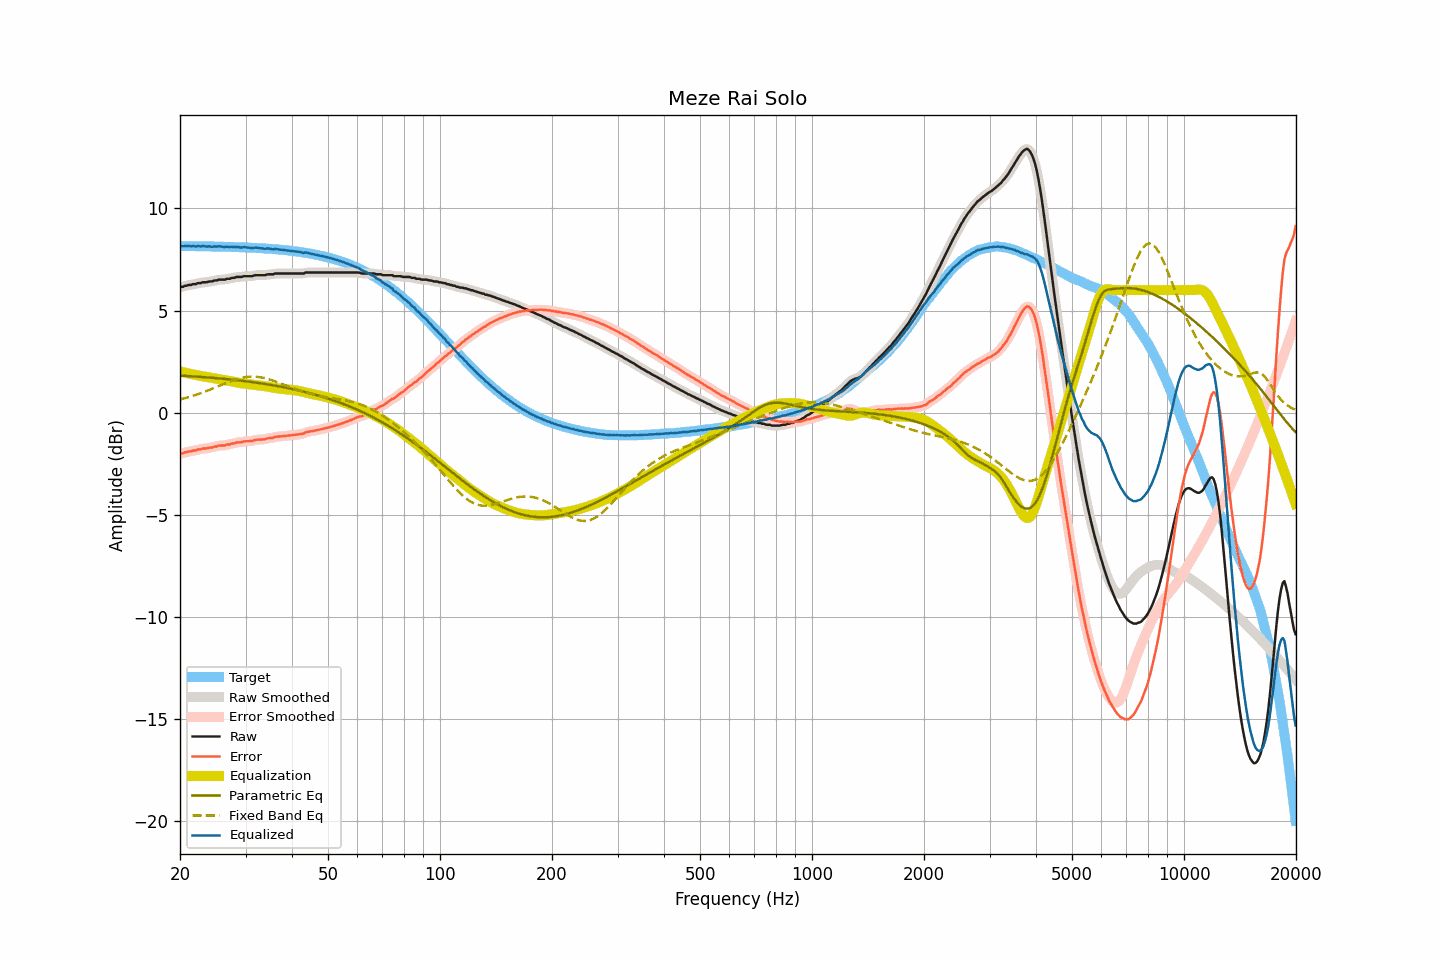 Meze Rai Solo
Amplitude (dBr)
10
5
0
−5
−10
−15
−20
Target
Raw Smoothed
Error Smoothed
Raw
Error
Equalization
Parametric Eq
Fixed Band Eq
Equalized
20 50 100 200 500 1000 2000 5000 10000 20000
Frequency (Hz)